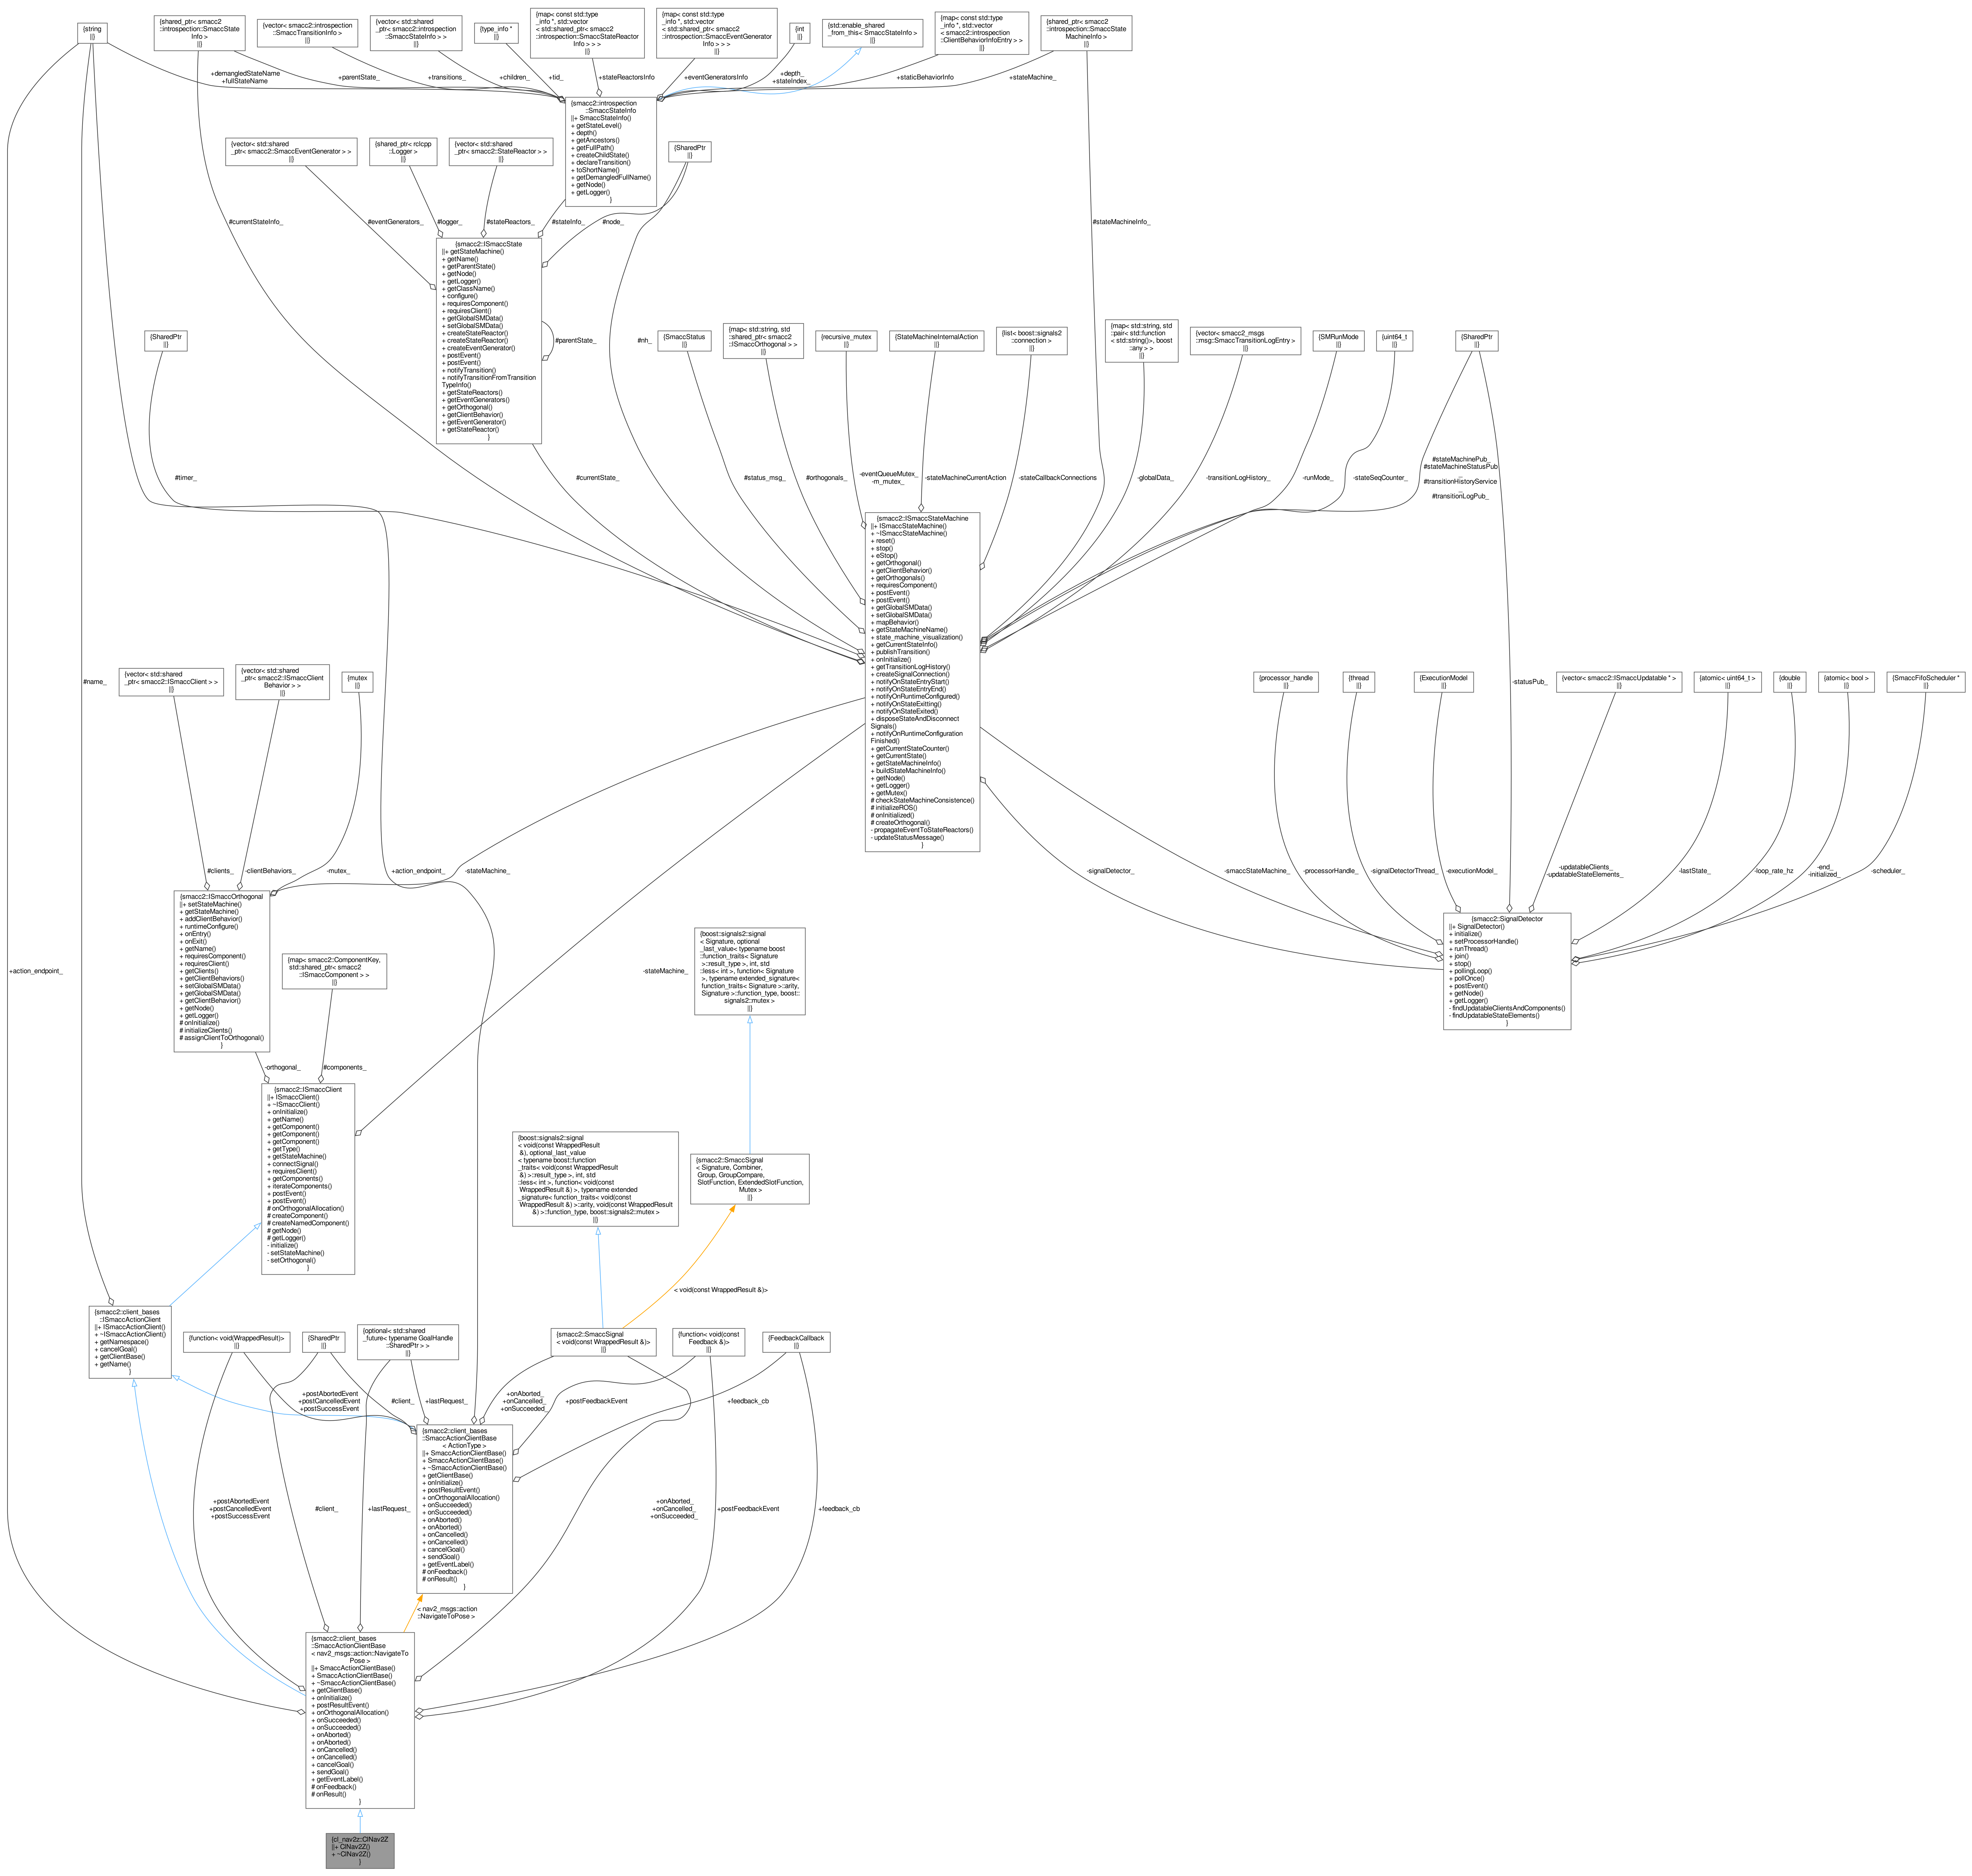 {string
||}
{shared_ptr< smacc2
::introspection::SmaccState
Info >
||}
{vector< smacc2::introspection
::SmaccTransitionInfo >
||}
{vector< std::shared
_ptr< smacc2::introspection
::SmaccStateInfo > >
||}
{type_info *
||}
{map< const std::type
_info *, std::vector
< std::shared_ptr< smacc2
::introspection::SmaccStateReactor
Info > > >
||}
{map< const std::type
_info *, std::vector
< std::shared_ptr< smacc2
::introspection::SmaccEventGenerator
Info > > >
||}
{int
||}
{std::enable_shared
_from_this< SmaccStateInfo >
||}
{map< const std::type
_info *, std::vector
< smacc2::introspection
::ClientBehaviorInfoEntry > >
||}
{shared_ptr< smacc2
::introspection::SmaccState
MachineInfo >
||}
+demangledStateName
+fullStateName
+parentState_
+transitions_
+children_
+tid_
+stateReactorsInfo
+eventGeneratorsInfo
+depth_
+stateIndex_
+staticBehaviorInfo
+stateMachine_
{smacc2::introspection
::SmaccStateInfo
||+ SmaccStateInfo()
+ getStateLevel()
+ depth()
+ getAncestors()
+ getFullPath()
+ createChildState()
+ declareTransition()
+ toShortName()
+ getDemangledFullName()
+ getNode()
+ getLogger()
}
{vector< std::shared
_ptr< smacc2::SmaccEventGenerator > >
||}
{shared_ptr< rclcpp
::Logger >
||}
{vector< std::shared
_ptr< smacc2::StateReactor > >
||}
{SharedPtr
||}
#currentStateInfo_
#eventGenerators_
#logger_
#stateReactors_
#stateInfo_
#node_
#stateMachineInfo_
{smacc2::ISmaccState
||+ getStateMachine()
+ getName()
+ getParentState()
+ getNode()
+ getLogger()
+ getClassName()
+ configure()
+ requiresComponent()
+ requiresClient()
+ getGlobalSMData()
+ setGlobalSMData()
+ createStateReactor()
+ createStateReactor()
+ createEventGenerator()
+ postEvent()
+ postEvent()
+ notifyTransition()
+ notifyTransitionFromTransition
TypeInfo()
+ getStateReactors()
+ getEventGenerators()
+ getOrthogonal()
+ getClientBehavior()
+ getEventGenerator()
+ getStateReactor()
}
#parentState_
#nh_
{SharedPtr
||}
{SmaccStatus
||}
{map< std::string, std
::shared_ptr< smacc2
::ISmaccOrthogonal > >
||}
{recursive_mutex
||}
{StateMachineInternalAction
||}
{list< boost::signals2
::connection >
||}
{map< std::string, std
::pair< std::function
< std::string()>, boost
::any > >
||}
{vector< smacc2_msgs
::msg::SmaccTransitionLogEntry >
||}
{SMRunMode
||}
{uint64_t
||}
{SharedPtr
||}
#timer_
#currentState_
#status_msg_
#orthogonals_
-eventQueueMutex_
-m_mutex_
-stateMachineCurrentAction
-stateCallbackConnections
-globalData_
-transitionLogHistory_
-runMode_
-stateSeqCounter_
#stateMachinePub_
#stateMachineStatusPub
_
#transitionHistoryService
_
#transitionLogPub_
{smacc2::ISmaccStateMachine
||+ ISmaccStateMachine()
+ ~ISmaccStateMachine()
+ reset()
+ stop()
+ eStop()
+ getOrthogonal()
+ getClientBehavior()
+ getOrthogonals()
+ requiresComponent()
+ postEvent()
+ postEvent()
+ getGlobalSMData()
+ setGlobalSMData()
+ mapBehavior()
+ getStateMachineName()
+ state_machine_visualization()
+ getCurrentStateInfo()
+ publishTransition()
+ onInitialize()
+ getTransitionLogHistory()
+ createSignalConnection()
+ notifyOnStateEntryStart()
+ notifyOnStateEntryEnd()
+ notifyOnRuntimeConfigured()
+ notifyOnStateExitting()
+ notifyOnStateExited()
+ disposeStateAndDisconnect
Signals()
+ notifyOnRuntimeConfiguration
Finished()
+ getCurrentStateCounter()
+ getCurrentState()
+ getStateMachineInfo()
+ buildStateMachineInfo()
+ getNode()
+ getLogger()
+ getMutex()
# checkStateMachineConsistence()
# initializeROS()
# onInitialized()
# createOrthogonal()
- propagateEventToStateReactors()
- updateStatusMessage()
}
{vector< std::shared
_ptr< smacc2::ISmaccClient > >
||}
{vector< std::shared
_ptr< smacc2::ISmaccClient
Behavior > >
||}
{mutex
||}
#name_
{processor_handle
||}
{thread
||}
{ExecutionModel
||}
-statusPub_
{vector< smacc2::ISmaccUpdatable * >
||}
{atomic< uint64_t >
||}
{double
||}
{atomic< bool >
||}
{SmaccFifoScheduler *
||}
#clients_
-clientBehaviors_
-mutex_
+action_endpoint_
-stateMachine_
-signalDetector_
-smaccStateMachine_
-processorHandle_
-signalDetectorThread_
-executionModel_
-updatableClients_
-updatableStateElements_
-lastState_
-loop_rate_hz
-end_
-initialized_
-scheduler_
{smacc2::ISmaccOrthogonal
||+ setStateMachine()
+ getStateMachine()
+ addClientBehavior()
+ runtimeConfigure()
+ onEntry()
+ onExit()
+ getName()
+ requiresComponent()
+ requiresClient()
+ getClients()
+ getClientBehaviors()
+ setGlobalSMData()
+ getGlobalSMData()
+ getClientBehavior()
+ getNode()
+ getLogger()
# onInitialize()
# initializeClients()
# assignClientToOrthogonal()
}
{smacc2::SignalDetector
||+ SignalDetector()
+ initialize()
+ setProcessorHandle()
+ runThread()
+ join()
+ stop()
+ pollingLoop()
+ pollOnce()
+ postEvent()
+ getNode()
+ getLogger()
- findUpdatableClientsAndComponents()
- findUpdatableStateElements()
}
+action_endpoint_
{map< smacc2::ComponentKey,
std::shared_ptr< smacc2
::ISmaccComponent > >
||}
-stateMachine_
{boost::signals2::signal
< Signature, optional
_last_value< typename boost
::function_traits< Signature
>::result_type >, int, std
::less< int >, function< Signature
>, typename extended_signature<
function_traits< Signature >::arity,
Signature >::function_type, boost::
signals2::mutex >
||}
-orthogonal_
#components_
{smacc2::ISmaccClient
||+ ISmaccClient()
+ ~ISmaccClient()
+ onInitialize()
+ getName()
+ getComponent()
+ getComponent()
+ getComponent()
+ getType()
+ getStateMachine()
+ connectSignal()
+ requiresClient()
+ getComponents()
+ iterateComponents()
+ postEvent()
+ postEvent()
# onOrthogonalAllocation()
# createComponent()
# createNamedComponent()
# getNode()
# getLogger()
- initialize()
- setStateMachine()
- setOrthogonal()
}
{boost::signals2::signal
< void(const WrappedResult
&), optional_last_value
< typename boost::function
_traits< void(const WrappedResult
&) >::result_type >, int, std
::less< int >, function< void(const
WrappedResult &) >, typename extended
_signature< function_traits< void(const
WrappedResult &) >::arity, void(const WrappedResult
&) >::function_type, boost::signals2::mutex >
||}
{smacc2::SmaccSignal
< Signature, Combiner,
Group, GroupCompare,
SlotFunction, ExtendedSlotFunction,
Mutex >
||}
< void(const WrappedResult &)>
{smacc2::client_bases
::ISmaccActionClient
||+ ISmaccActionClient()
+ ~ISmaccActionClient()
+ getNamespace()
+ cancelGoal()
+ getClientBase()
+ getName()
}
{function< void(WrappedResult)>
||}
{SharedPtr
||}
{optional< std::shared
_future< typename GoalHandle
::SharedPtr > >
||}
{smacc2::SmaccSignal
< void(const WrappedResult &)>
||}
{function< void(const
Feedback &)>
||}
{FeedbackCallback
||}
+postAbortedEvent
+postCancelledEvent
+postSuccessEvent
#client_
+lastRequest_
+onAborted_
+onCancelled_
+onSucceeded_
+postFeedbackEvent
+feedback_cb
{smacc2::client_bases
::SmaccActionClientBase
< ActionType >
||+ SmaccActionClientBase()
+ SmaccActionClientBase()
+ ~SmaccActionClientBase()
+ getClientBase()
+ onInitialize()
+ postResultEvent()
+ onOrthogonalAllocation()
+ onSucceeded()
+ onSucceeded()
+ onAborted()
+ onAborted()
+ onCancelled()
+ onCancelled()
+ cancelGoal()
+ sendGoal()
+ getEventLabel()
# onFeedback()
# onResult()
}
+postAbortedEvent
+postCancelledEvent
+postSuccessEvent
#client_
+lastRequest_
+onAborted_
+onCancelled_
+onSucceeded_
+postFeedbackEvent
+feedback_cb
< nav2_msgs::action
::NavigateToPose >
{smacc2::client_bases
::SmaccActionClientBase
< nav2_msgs::action::NavigateTo
Pose >
||+ SmaccActionClientBase()
+ SmaccActionClientBase()
+ ~SmaccActionClientBase()
+ getClientBase()
+ onInitialize()
+ postResultEvent()
+ onOrthogonalAllocation()
+ onSucceeded()
+ onSucceeded()
+ onAborted()
+ onAborted()
+ onCancelled()
+ onCancelled()
+ cancelGoal()
+ sendGoal()
+ getEventLabel()
# onFeedback()
# onResult()
}
{cl_nav2z::ClNav2Z
||+ ClNav2Z()
+ ~ClNav2Z()
}